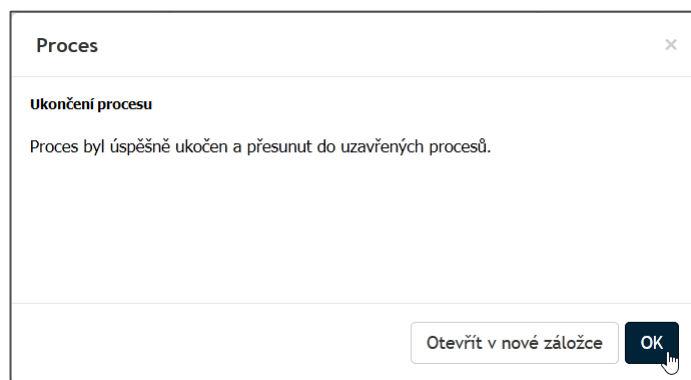 Proces ×
Ukončení procesu
Proces byl úspěšně ukočen a přesunut do uzavřených procesů.
Otevřít v nové záložce OK